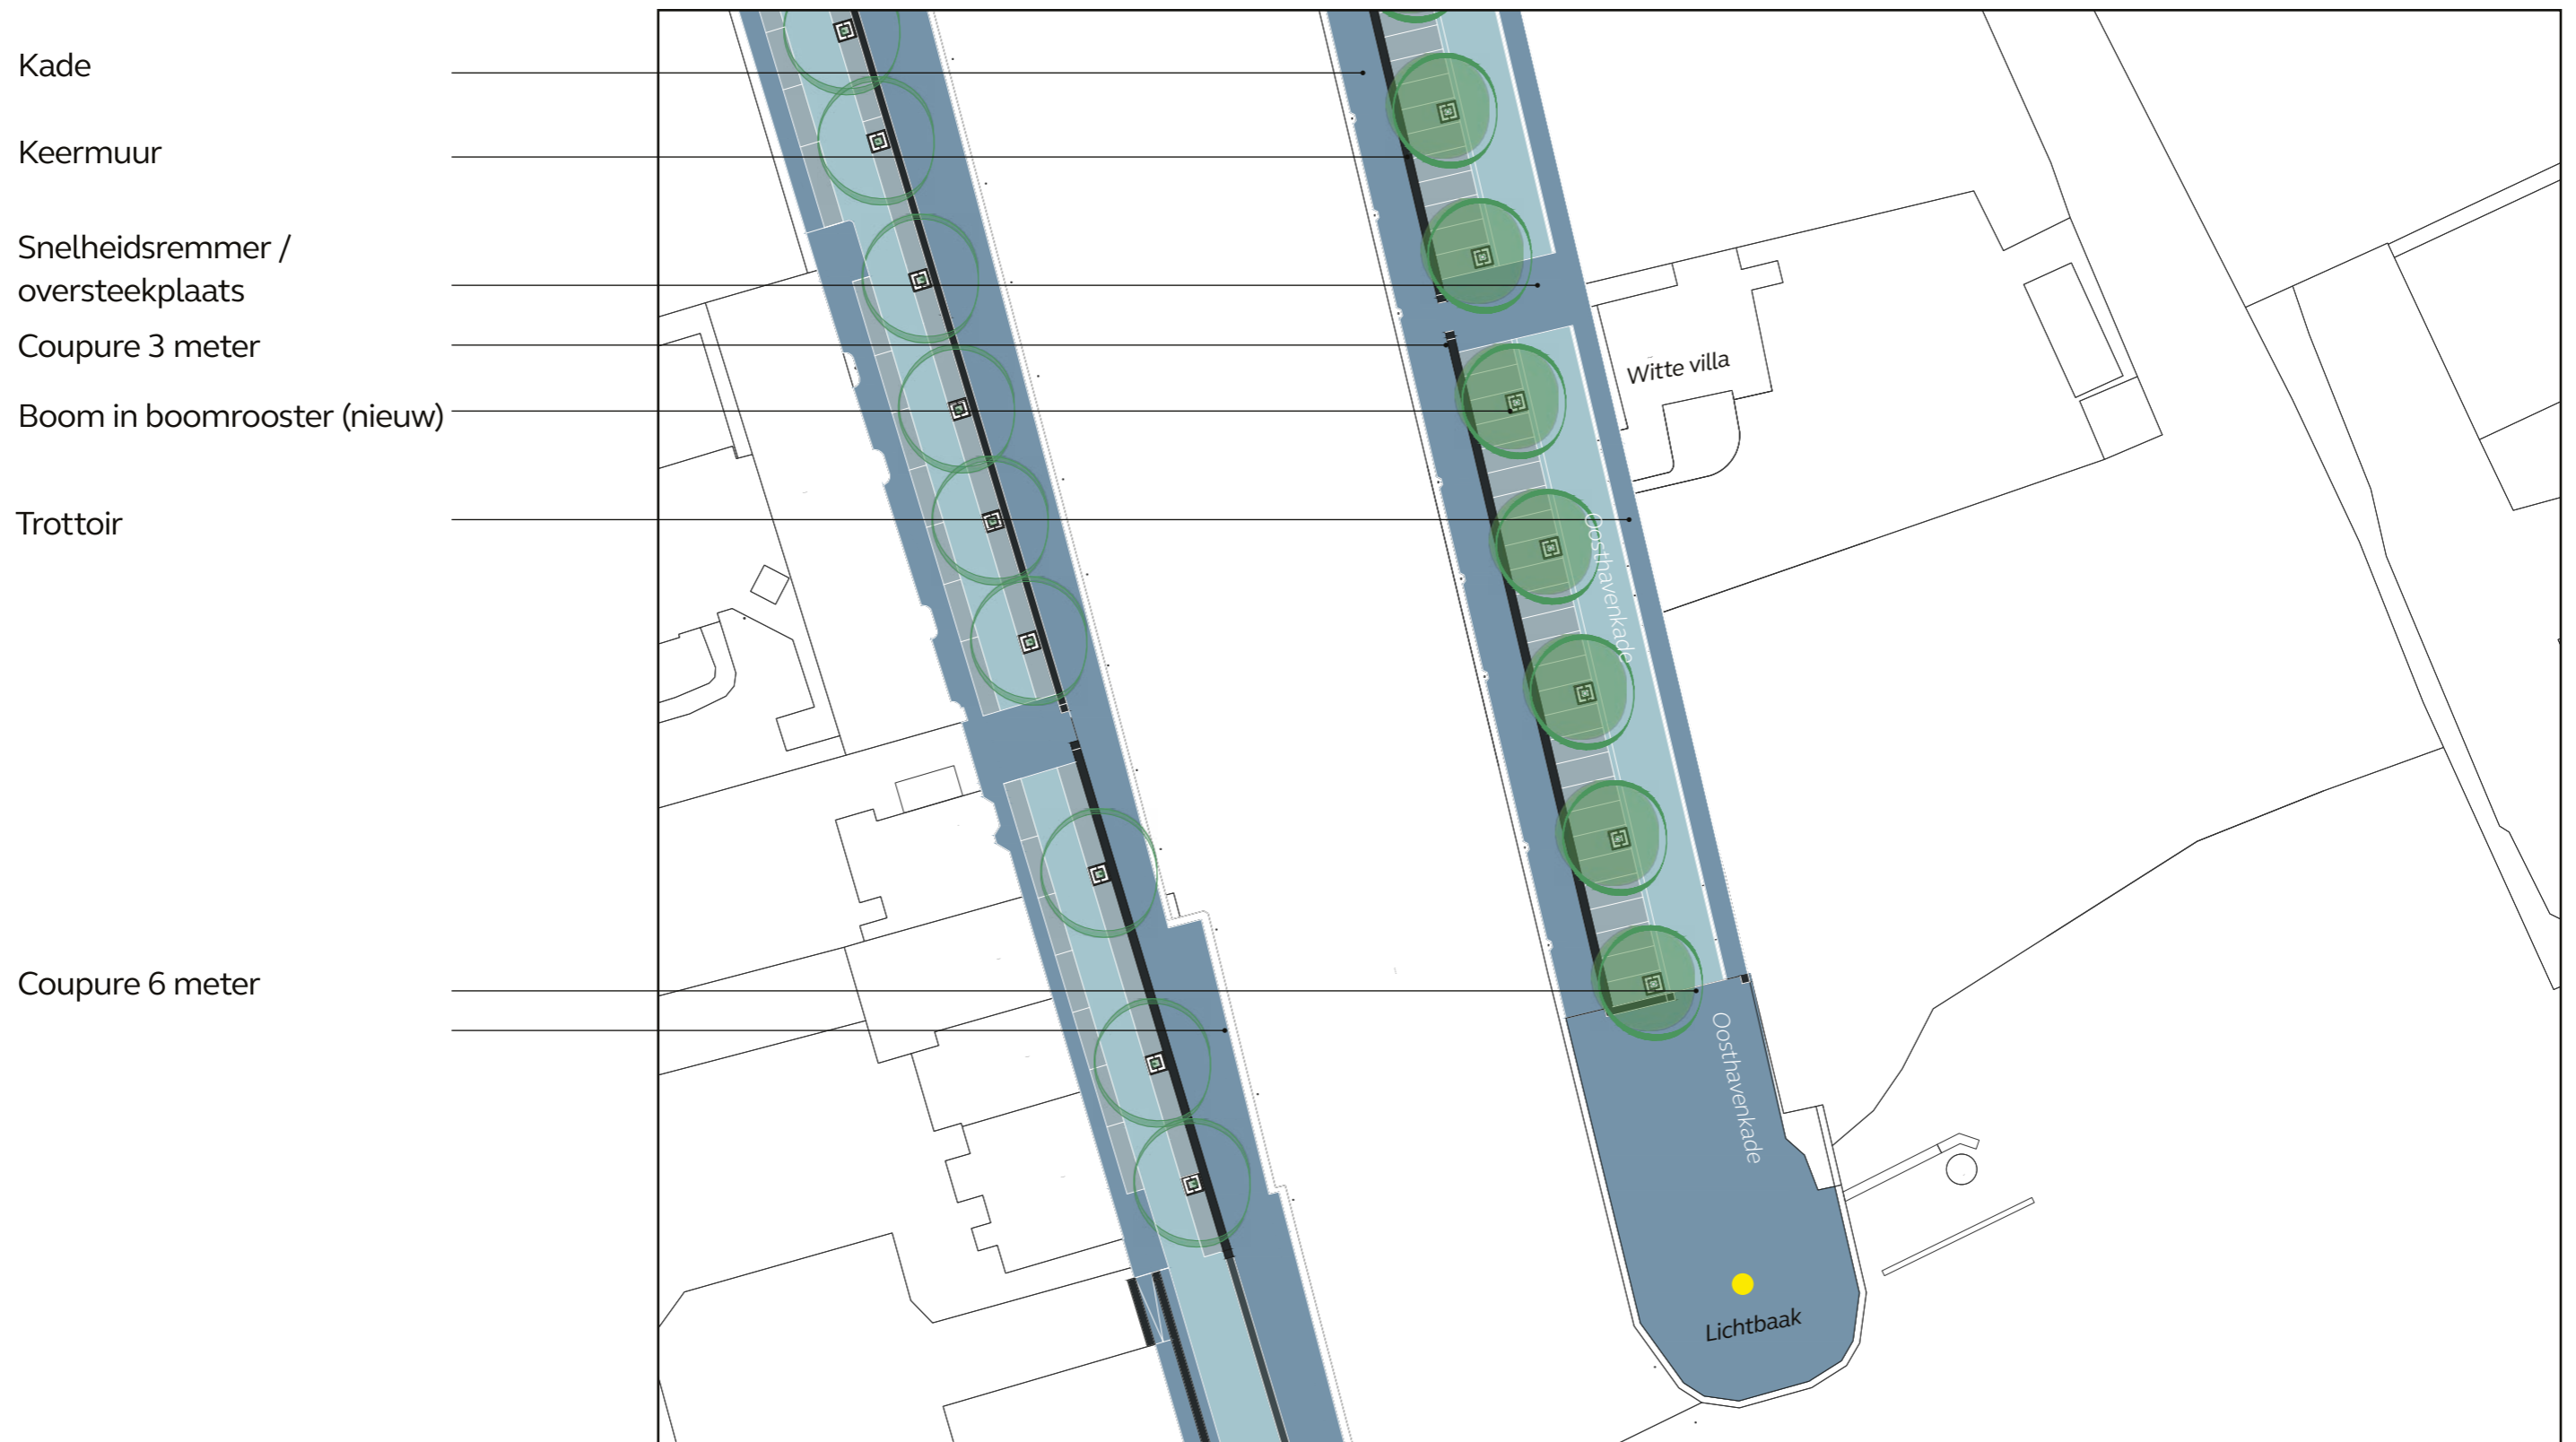 Kade
Keermuur
Snelheidsremmer /
oversteekplaats
Coupure 3 meter
Boom in boomrooster (nieuw)
Trottoir
Coupure 6 meter
Witte villa
Oosthavenkade
Oosthavenkade
Lichtbaak